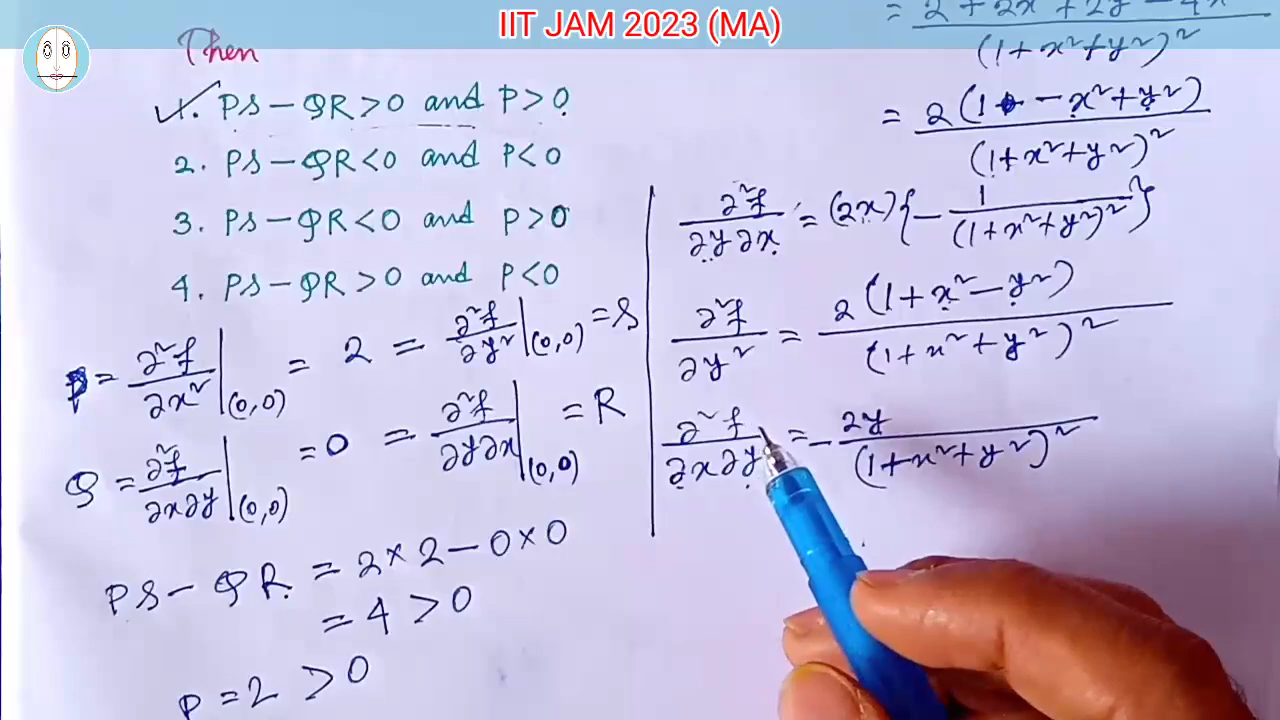 IIT JAM 2023 (MA)
Then
1. PS - QR > 0 and P > 0
2. PS - QR < 0 and P < 0
3. PS - QR < 0 and P > 0
4. PS - QR > 0 and P < 0
P = ∂²f/∂x² |(0,0) = 2 = ∂²f/∂y² |(0,0) = S
Q = ∂²f/∂x∂y |(0,0) = 0 = ∂²f/∂y∂x |(0,0) = R
PS - QR = 2 × 2 - 0 × 0
= 4 > 0
P = 2 > 0
(1+x²+y²)²
= 2(1 - x²+y²) / (1+x²+y²)²
∂²f/∂y∂x = (2x){- 1/(1+x²+y²)²}
∂²f/∂y² = 2(1+x²-y²) / (1+x²+y²)²
∂²f/∂x∂y = - 2y/(1+x²+y²)²